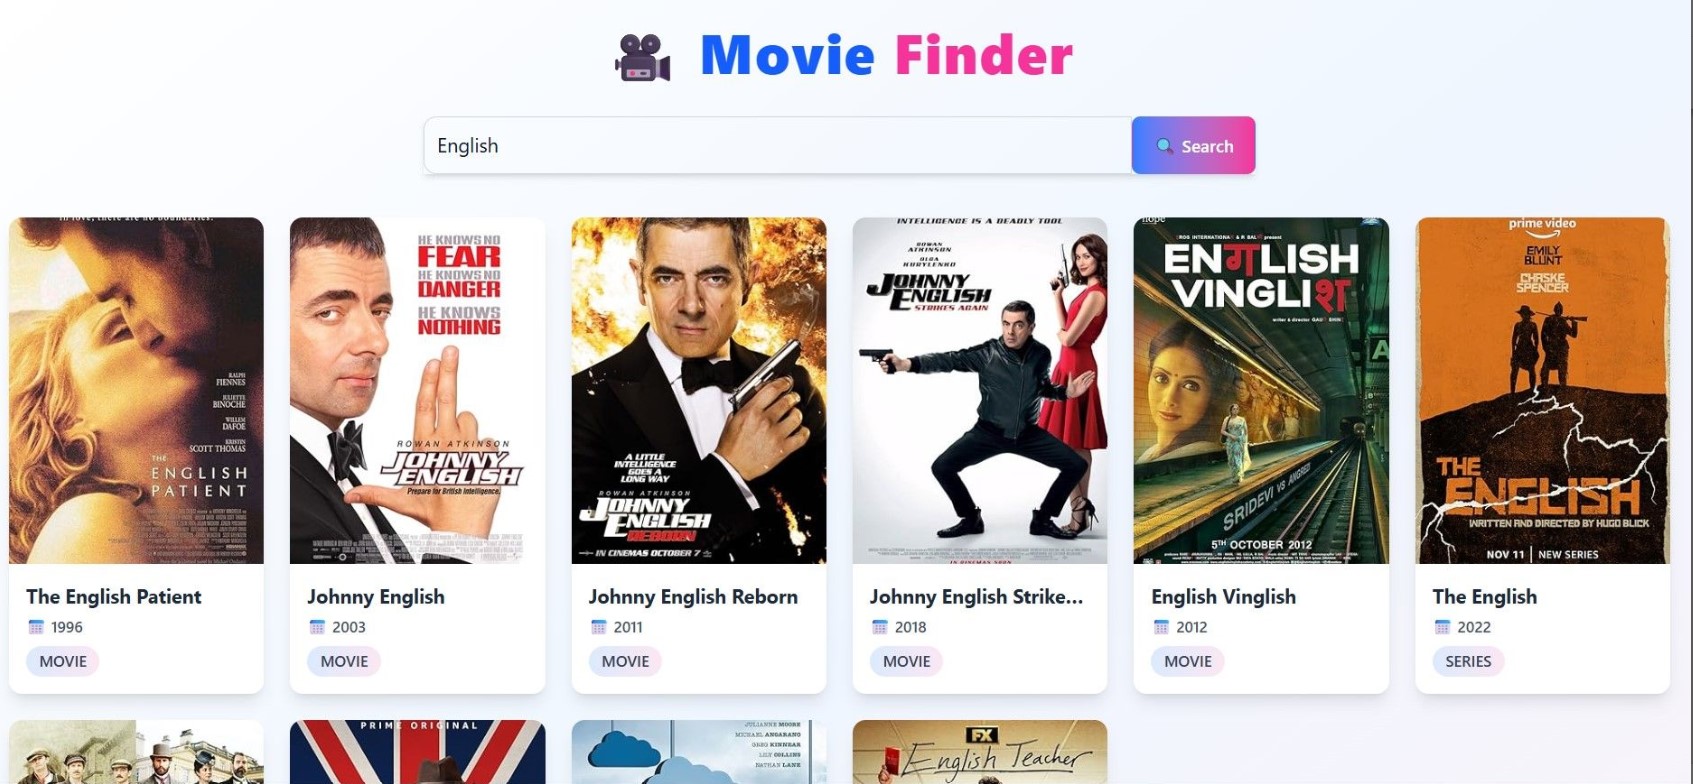 Movie Finder
English
Search
In love, there are no boundaries.
RALPH
FIENNES
JULIETTE
BINOCHE
WILLEM
DAFOE
KRISTIN
SCOTT THOMAS
THE
ENGLISH
PATIENT
The English Patient
1996
MOVIE
HE KNOWS NO
FEAR
HE KNOWS NO
DANGER
HE KNOWS
NOTHING
ROWAN ATKINSON
JOHNNY
ENGLISH
Prepare for British Intelligence.
Johnny English
2003
MOVIE
A LITTLE
INTELLIGENCE
GOES A
LONG WAY
ROWAN ATKINSON
JOHNNY
ENGLISH
REBORN
IN CINEMAS OCTOBER 7
Johnny English Reborn
2011
MOVIE
INTELLIGENCE IS A DEADLY TOOL
ROWAN
ATKINSON
OLGA
KURYLENKO
JOHNNY
ENGLISH
STRIKES AGAIN
IN CINEMAS SOON
Johnny English Strike...
2018
MOVIE
hope
ENगLISH
VINGLIश
SRIDEVI VS ANGREZI
5TH OCTOBER 2012
English Vinglish
2012
MOVIE
prime video
EMILY
BLUNT
CHASKE
SPENCER
THE
ENGLISH
WRITTEN AND DIRECTED BY HUGO BLICK
NOV 11 | NEW SERIES
The English
2022
SERIES
PRIME ORIGINAL
JULIANNE MOORE
MICHAEL ANGARANO
GREG KINNEAR
LILY COLLINS
NATHAN LANE
FX
English Teacher